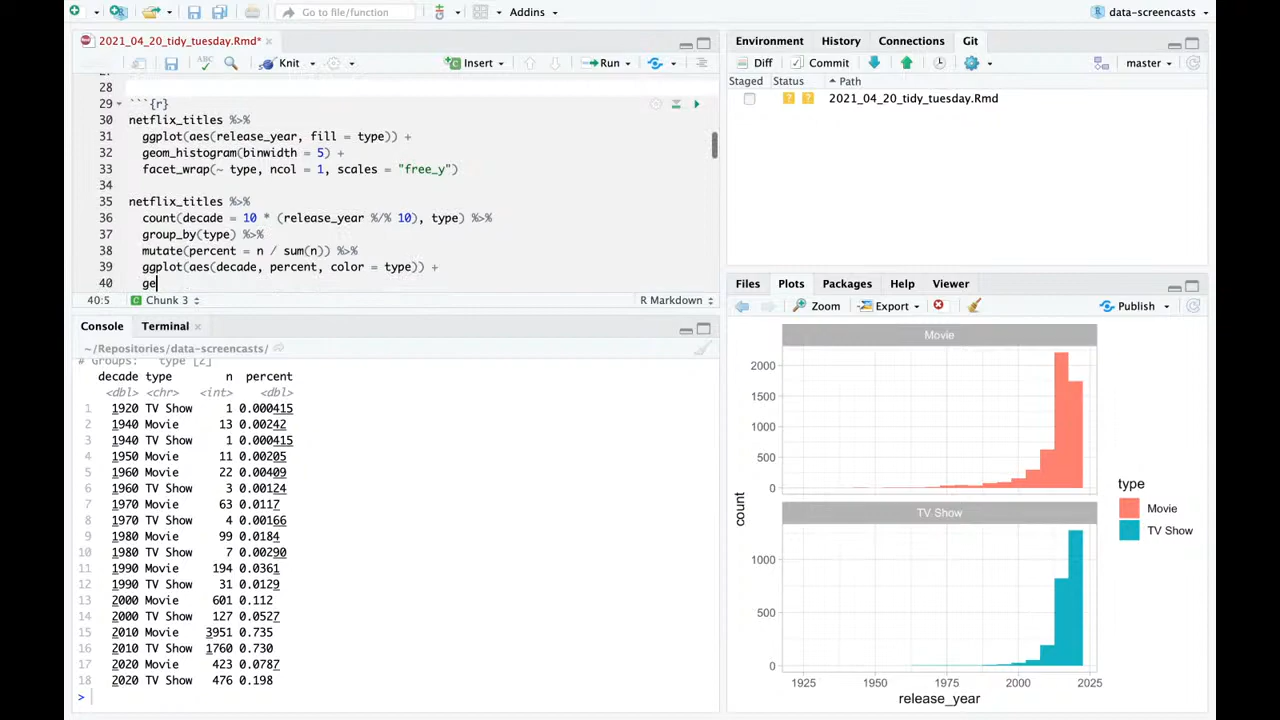 Go to file/function
Addins
data-screencasts
2021_04_20_tidy_tuesday.Rmd*
Knit
Insert
Run
28
29 ```{r}
30 netflix_titles %>%
31 ggplot(aes(release_year, fill = type)) +
32 geom_histogram(binwidth = 5) +
33 facet_wrap(~ type, ncol = 1, scales = "free_y")
34
35 netflix_titles %>%
36 count(decade = 10 * (release_year %/% 10), type) %>%
37 group_by(type) %>%
38 mutate(percent = n / sum(n)) %>%
39 ggplot(aes(decade, percent, color = type)) +
40 ge
40:5 Chunk 3 R Markdown
Console Terminal
~/Repositories/data-screencasts/
# Groups: type [2]
decade type n percent
<dbl> <chr> <int> <dbl>
1 1920 TV Show 1 0.000415
2 1940 Movie 13 0.00242
3 1940 TV Show 1 0.000415
4 1950 Movie 11 0.00205
5 1960 Movie 22 0.00409
6 1960 TV Show 3 0.00124
7 1970 Movie 63 0.0117
8 1970 TV Show 4 0.00166
9 1980 Movie 99 0.0184
10 1980 TV Show 7 0.00290
11 1990 Movie 194 0.0361
12 1990 TV Show 31 0.0129
13 2000 Movie 601 0.112
14 2000 TV Show 127 0.0527
15 2010 Movie 3951 0.735
16 2010 TV Show 1760 0.730
17 2020 Movie 423 0.0787
18 2020 TV Show 476 0.198
>
Environment History Connections Git
Diff Commit master
Staged Status Path
2021_04_20_tidy_tuesday.Rmd
Files Plots Packages Help Viewer
Zoom Export Publish
Movie
2000
1500
1000
500
0
TV Show
1000
500
0
count
1925 1950 1975 2000 2025
release_year
type
Movie
TV Show